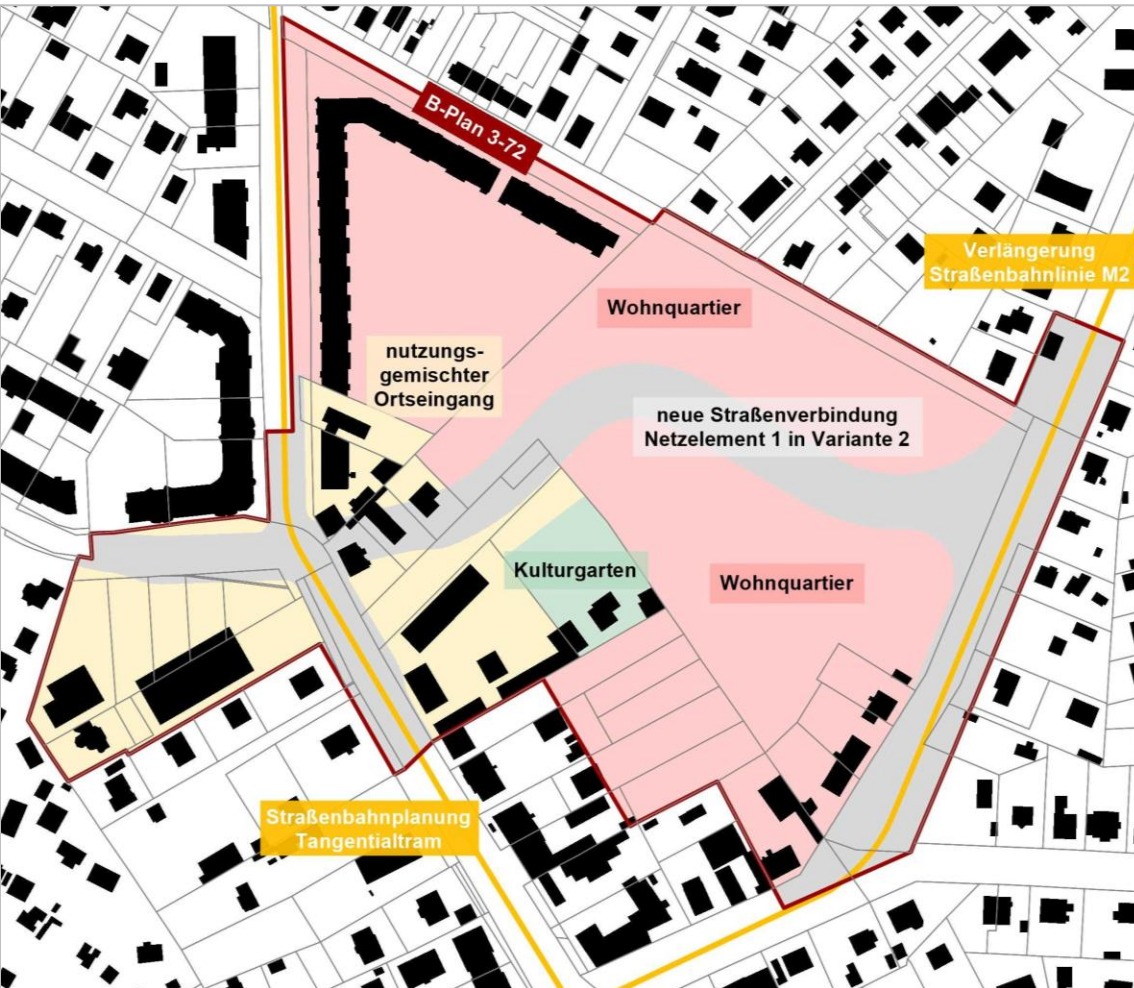 B-Plan 3-72
Verlängerung
Straßenbahnlinie M2
Wohnquartier
nutzungs-
gemischter
Ortseingang
neue Straßenverbindung
Netzelement 1 in Variante 2
Kulturgarten
Wohnquartier
Straßenbahnplanung
Tangentialtram